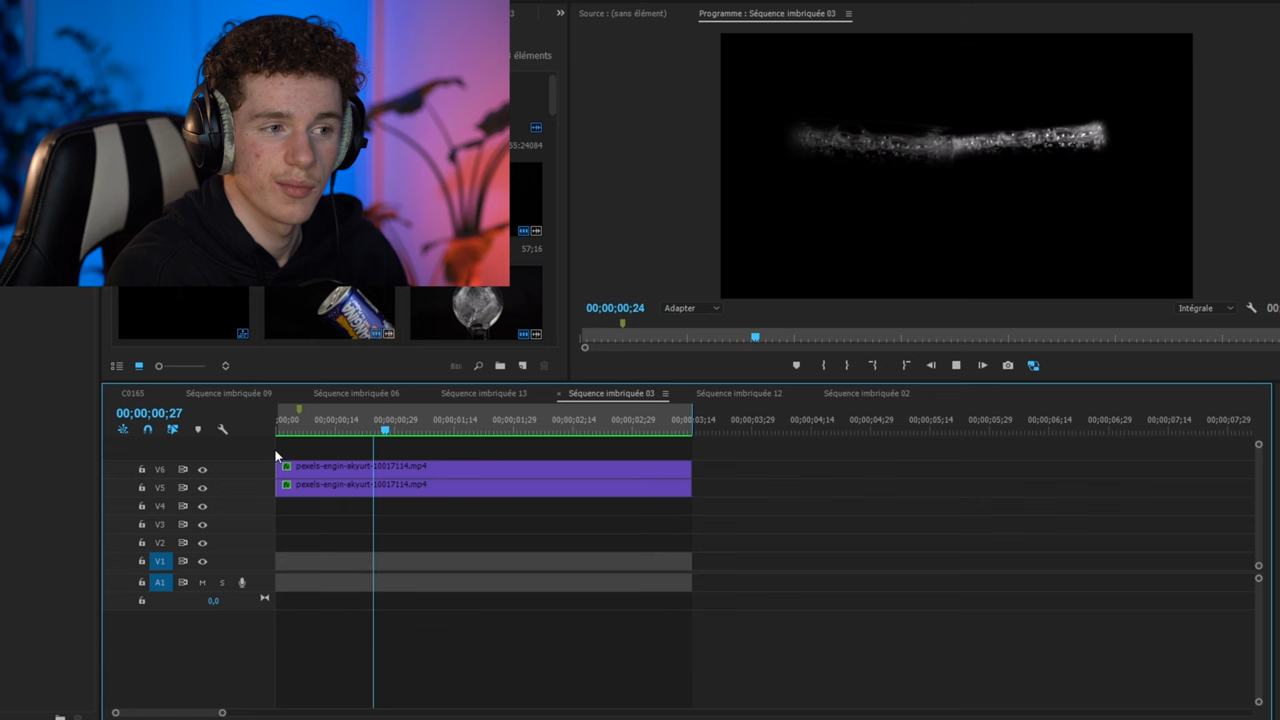 3
Source : (sans élément)
Programme : Séquence imbriquée 03
3 éléments
55:24084
57;16
ORANGINA
00;00;00;24
Adapter
Intégrale
00
C0165
Séquence imbriquée 09
Séquence imbriquée 06
Séquence imbriquée 13
× Séquence imbriquée 03
Séquence imbriquée 12
Séquence imbriquée 02
00;00;00;27
;00;00
00;00;00;14
00;00;00;29
00;00;01;14
00;00;01;29
00;00;02;14
00;00;02;29
00;00;03;14
00;00;03;29
00;00;04;14
00;00;04;29
00;00;05;14
00;00;05;29
00;00;06;14
00;00;06;29
00;00;07;14
00;00;07;29
V6
fx pexels-engin-akyurt-10017114.mp4
V5
fx pexels-engin-akyurt-10017114.mp4
V4
V3
V2
V1
A1
M
S
0,0